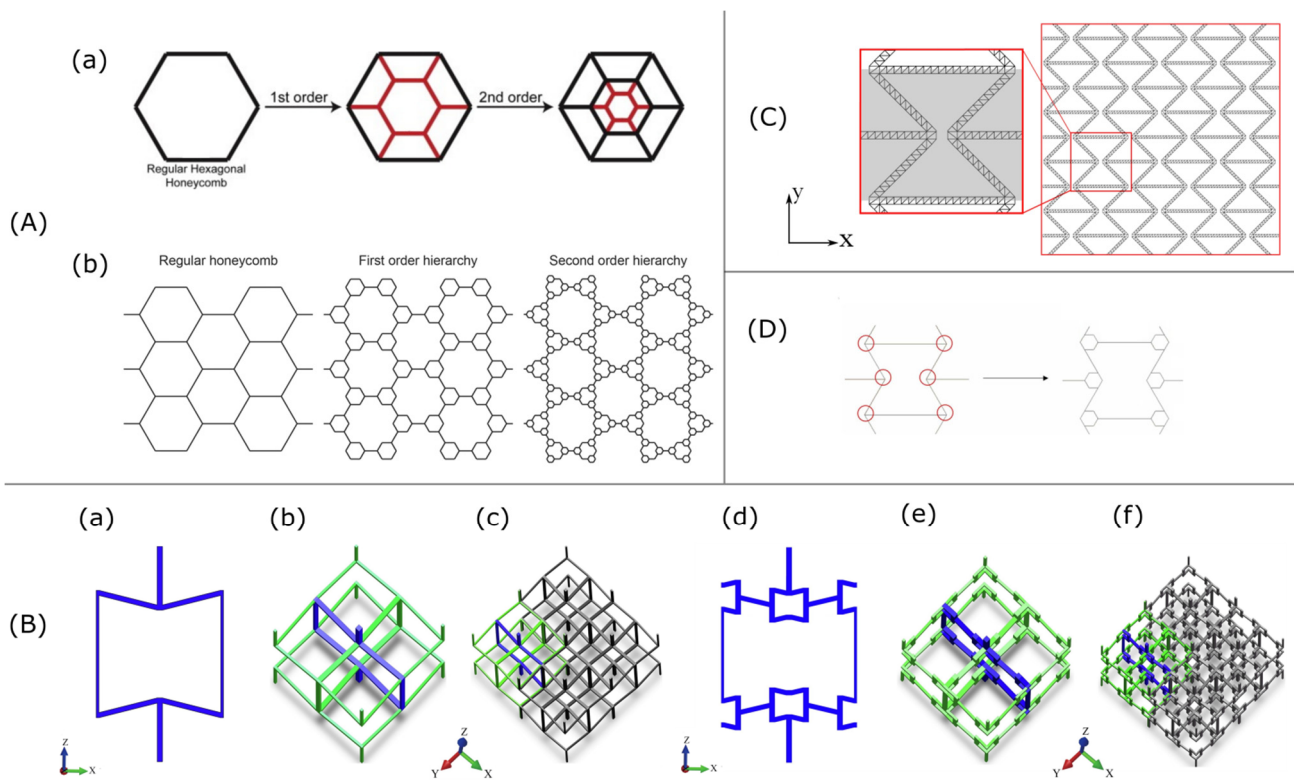 (A)
(a)
Regular Hexagonal
Honeycomb
1st order
2nd order
(b)
Regular honeycomb
First order hierarchy
Second order hierarchy
(C)
y
x
(D)
(B)
(a)
(b)
(c)
(d)
(e)
(f)
Z
X
Z
Y
X
Z
X
Z
Y
X